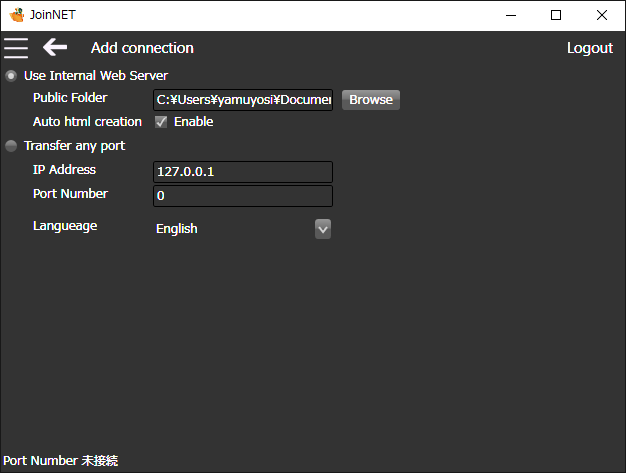 JoinNET
Add connection Logout
Use Internal Web Server
Public Folder C:¥Users¥yamuyosi¥Documen Browse
Auto html creation Enable
Transfer any port
IP Address 127.0.0.1
Port Number 0
Langueage English
Port Number 未接続